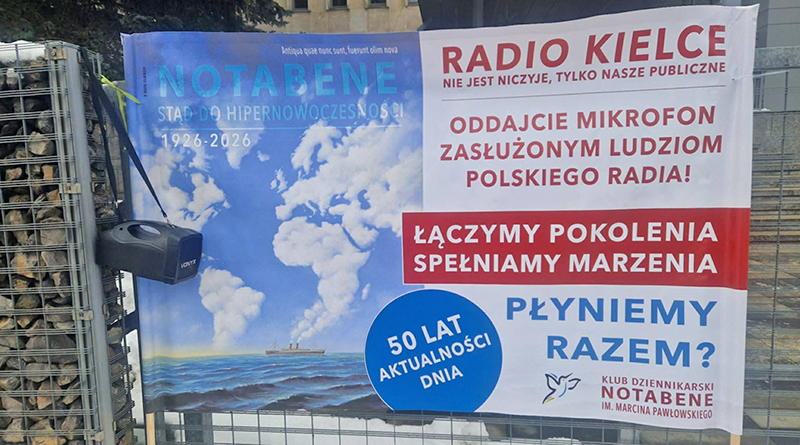 Antiqua quae nunc sunt, fuerunt olim nova
NOTABENE
STĄD DO HIPERNOWOCZESNOŚCI
1926-2026
RADIO KIELCE
NIE JEST NICZYJE, TYLKO NASZE PUBLICZNE
ODDAJCIE MIKROFON
ZASŁUŻONYM LUDZIOM
POLSKIEGO RADIA!
ŁĄCZYMY POKOLENIA
SPEŁNIAMY MARZENIA
50 LAT
AKTUALNOŚCI
DNIA
PŁYNIEMY
RAZEM?
KLUB DZIENNIKARSKI
NOTABENE
IM. MARCINA PAWŁOWSKIEGO
VONYX